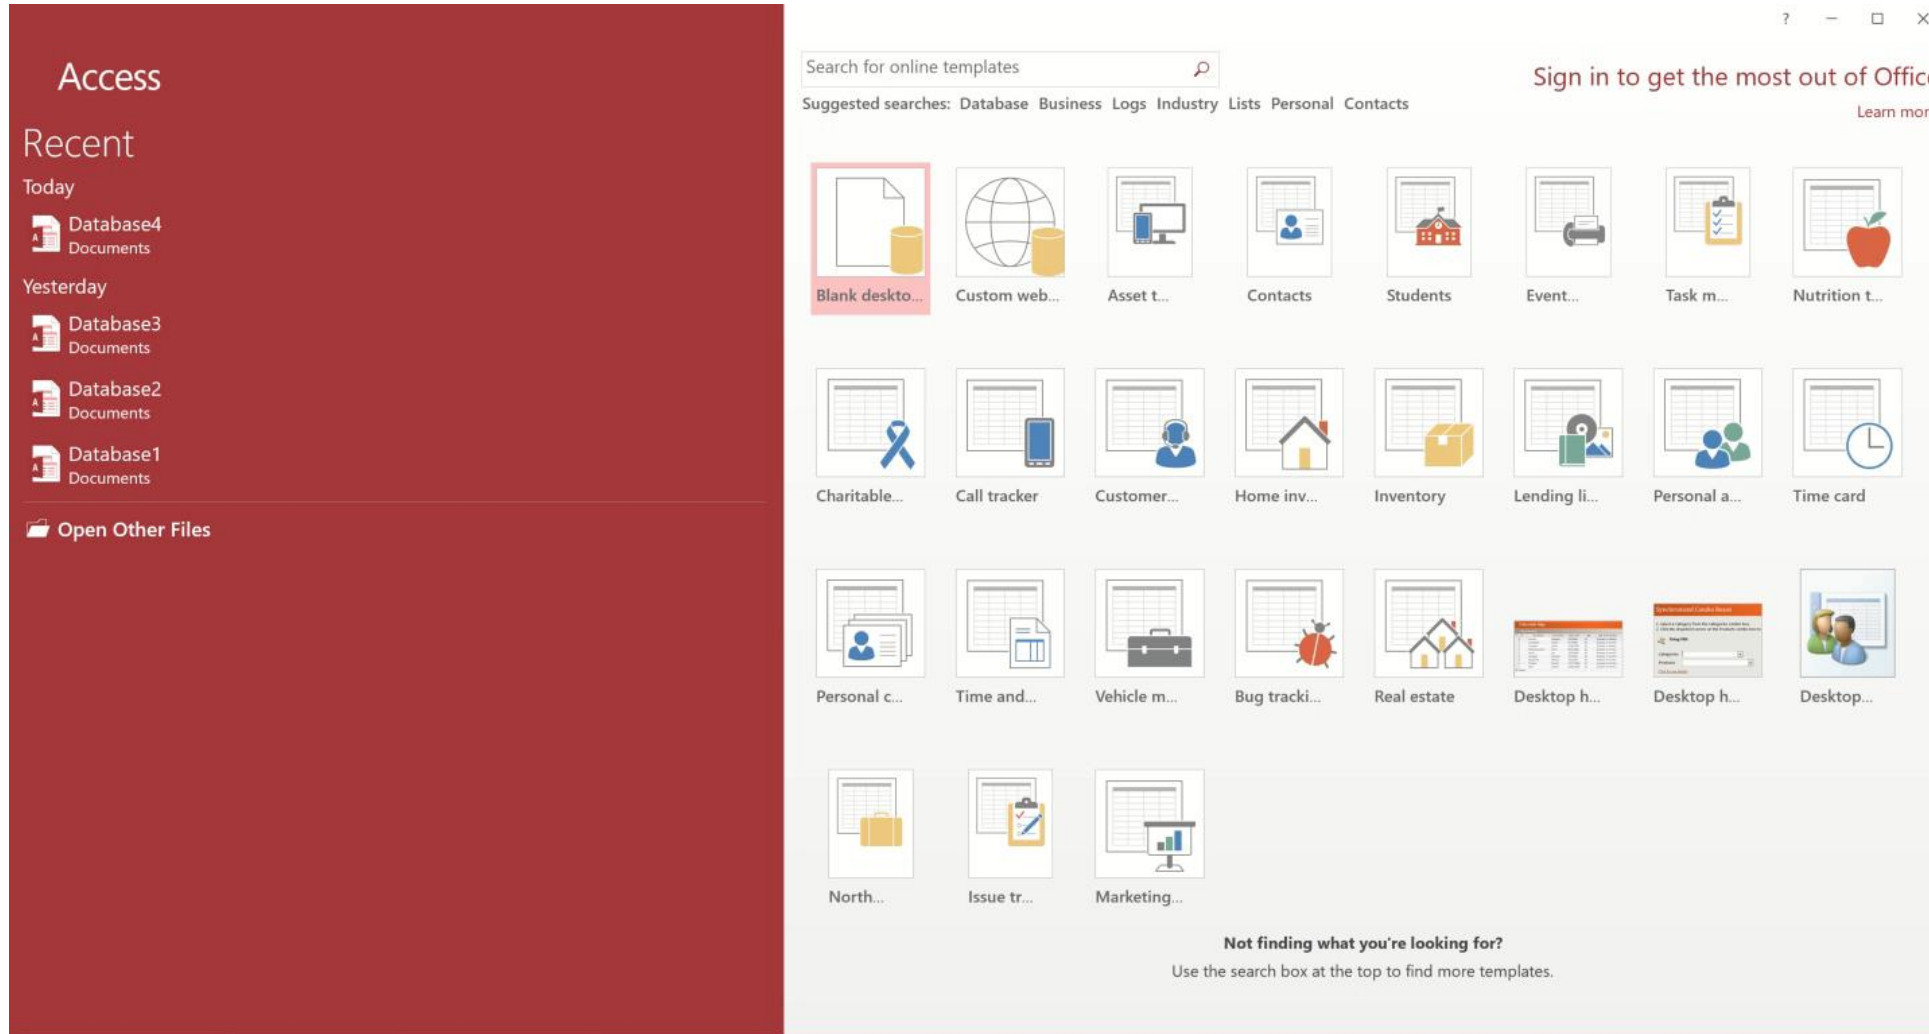 Access
Recent
Today
Database4
Documents
Yesterday
Database3
Documents
Database2
Documents
Database1
Documents
Open Other Files
?
Search for online templates
Suggested searches: Database Business Logs Industry Lists Personal Contacts
Sign in to get the most out of Offic
Learn mor
Blank deskto... Custom web... Asset t... Contacts Students Event... Task m... Nutrition t...
Charitable... Call tracker Customer... Home inv... Inventory Lending li... Personal a... Time card
Personal c... Time and... Vehicle m... Bug tracki... Real estate Desktop h... Desktop h... Desktop...
North... Issue tr... Marketing...
Not finding what you're looking for?
Use the search box at the top to find more templates.